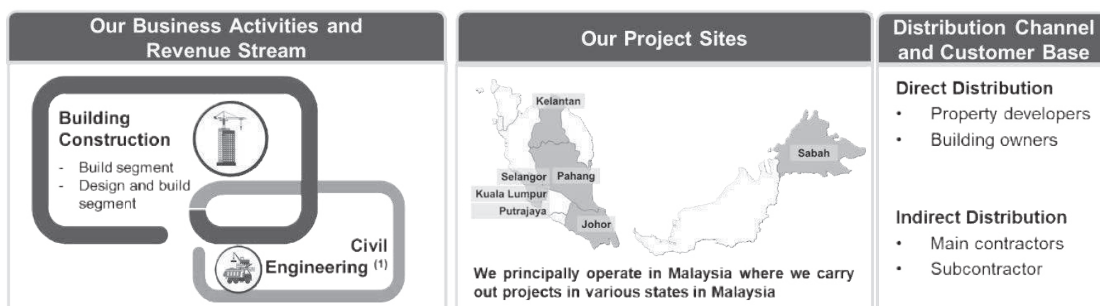 Our Business Activities and
Revenue Stream
Building
Construction
- Build segment
- Design and build
segment
Civil
Engineering (1)
Our Project Sites
Kelantan
Selangor
Pahang
Kuala Lumpur
Putrajaya
Johor
Sabah
We principally operate in Malaysia where we carry
out projects in various states in Malaysia
Distribution Channel
and Customer Base
Direct Distribution
• Property developers
• Building owners
Indirect Distribution
• Main contractors
• Subcontractor